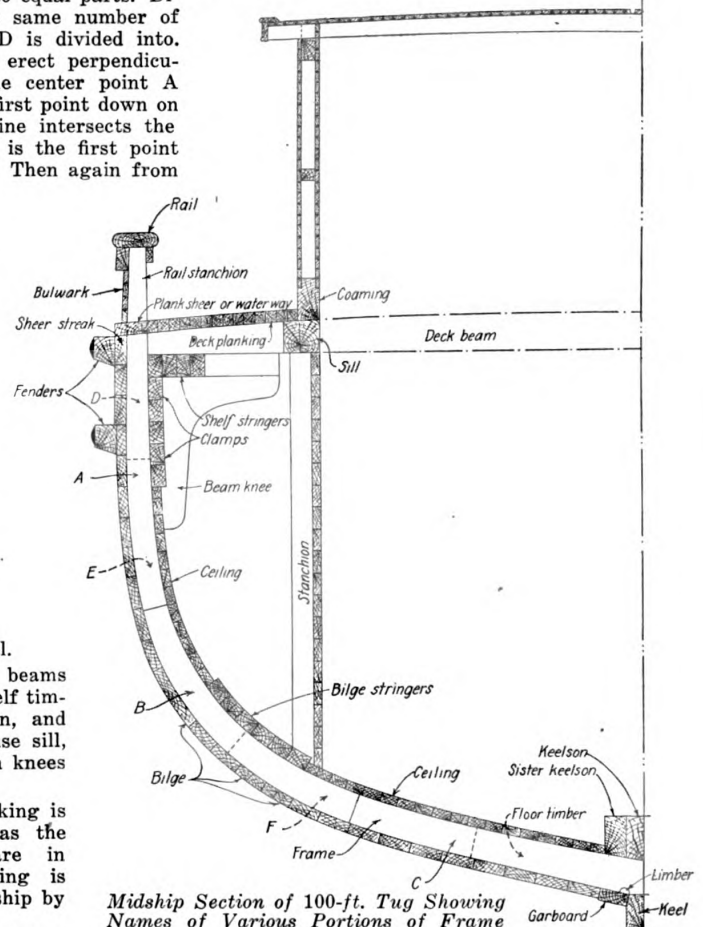 same number of
D is divided into.
erect perpendicu-
center point A
irst point down on
ine intersects the
is the first point
Then again from
Rail
Rail stanchion
Bulwark
Plank sheer or water way
Coaming
Sheer streak
Deck planking
Deck beam
Sill
Fenders
D
Shelf stringers
Clamps
A
Beam knee
E
Ceiling
Stanchion
l.
beams
elf tim-
n, and
se sill,
knees
B
Bilge stringers
Bilge
Keelson
Sister keelson
Ceiling
Floor timber
F
Frame
C
king is
as the
are in
ing is
ship by
Limber
Garboard
Keel
Midship Section of 100-ft. Tug Showing
Names of Various Portions of Frame